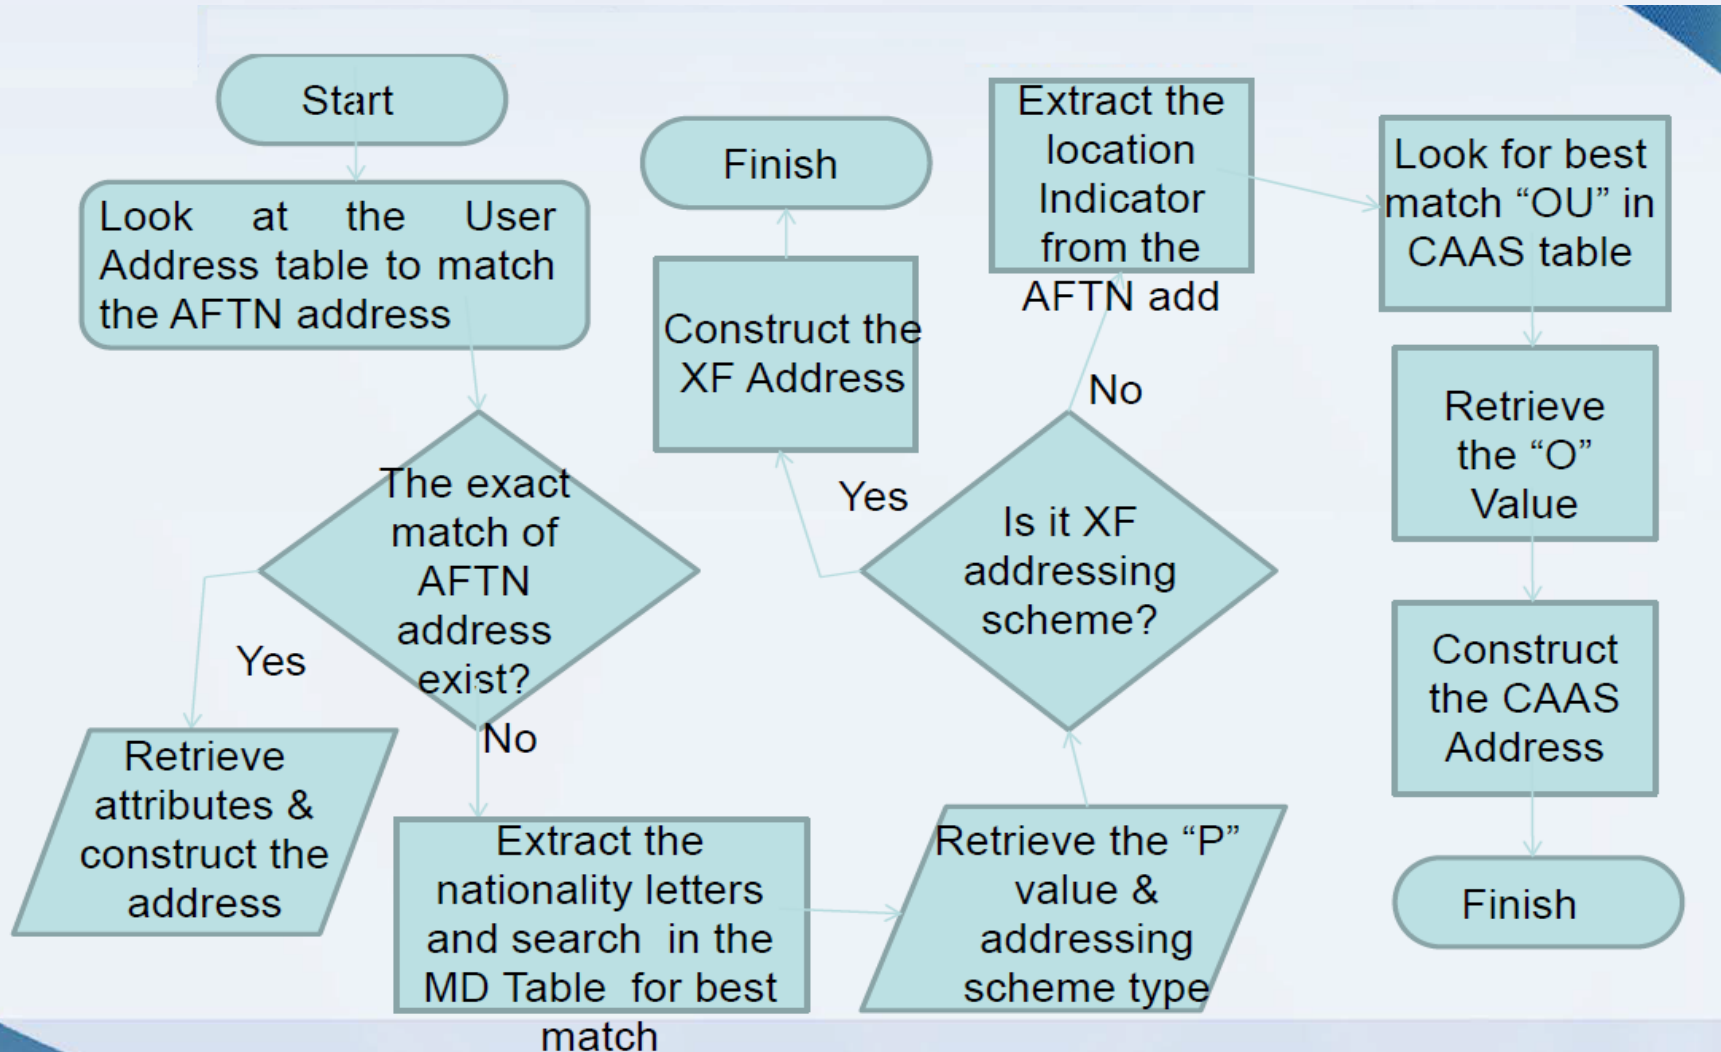 Start
Look at the User
Address table to match
the AFTN address
The exact
match of
AFTN
address
exist?
Yes
No
Retrieve
attributes &
construct the
address
Extract the
nationality letters
and search in the
MD Table for best
match
Retrieve the “P”
value &
addressing
scheme type
Is it XF
addressing
scheme?
Yes
No
Construct the
XF Address
Finish
Extract the
location
Indicator
from the
AFTN add
Look for best
match “OU” in
CAAS table
Retrieve
the “O”
Value
Construct
the CAAS
Address
Finish